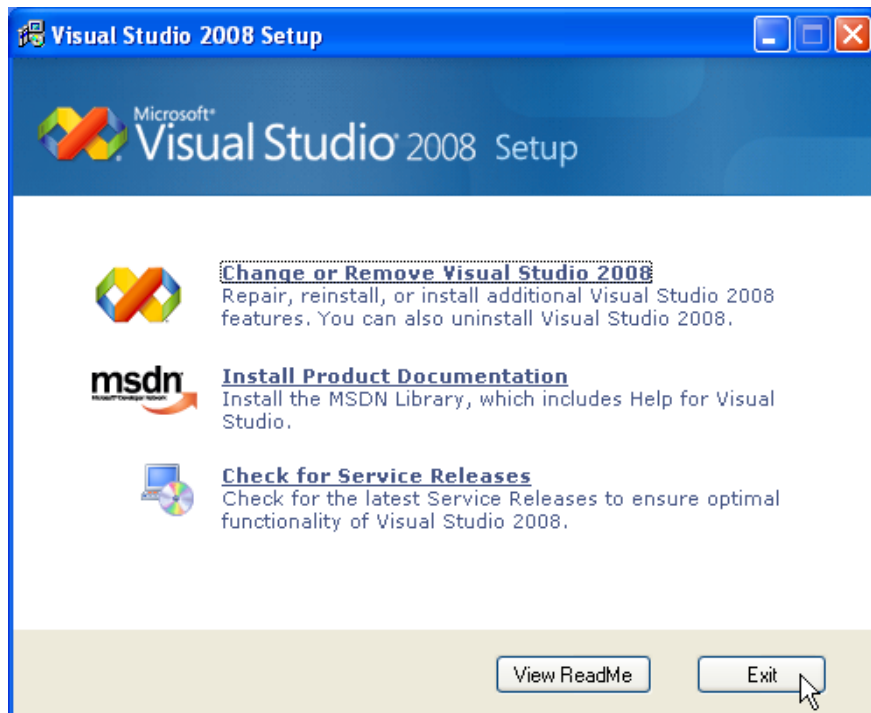 Visual Studio 2008 Setup
Microsoft®
Visual Studio® 2008 Setup
Change or Remove Visual Studio 2008
Repair, reinstall, or install additional Visual Studio 2008
features. You can also uninstall Visual Studio 2008.
msdn
Install Product Documentation
Install the MSDN Library, which includes Help for Visual
Studio.
Check for Service Releases
Check for the latest Service Releases to ensure optimal
functionality of Visual Studio 2008.
View ReadMe
Exit